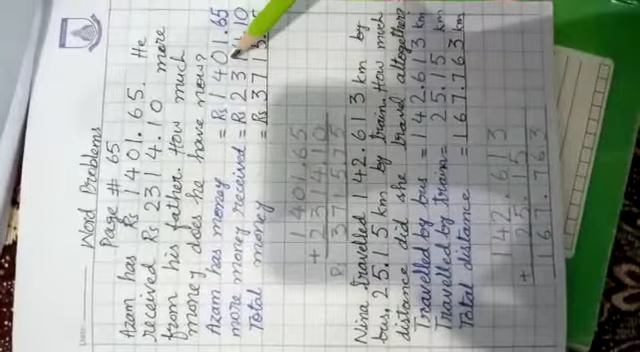 Date:
Word Problems
Page # 65
Azam has Rs 1401.65. He
received Rs 2314.10 more
from his father. How much
money does he have now?
Azam has money = Rs 1401.65
more money received = Rs 231 .10
Total money = Rs 3715.
1401.65
+ 2314.10
Rs 3715.75
Nina travelled 142.613 km by
bus, 25.15 km by train. How much
distance did she travel altogether?
Travelled by bus = 142.613 km
Travelled by train = 25.15 km
Total distance = 167.763 km
142.613
+ 25.15
167.763